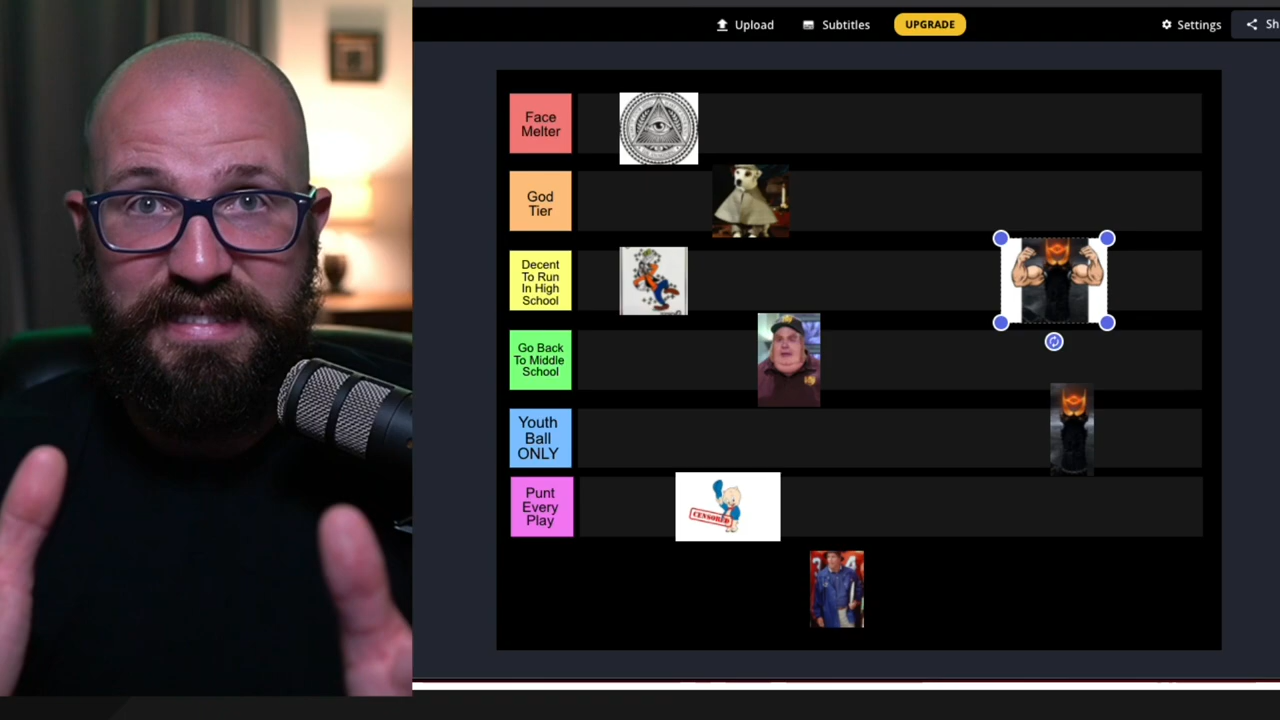 Upload
Subtitles
UPGRADE
Settings
Sh
Face
Melter
God
Tier
Decent
To Run
In High
School
Go Back
To Middle
School
Youth
Ball
ONLY
Punt
Every
Play
CENSORED